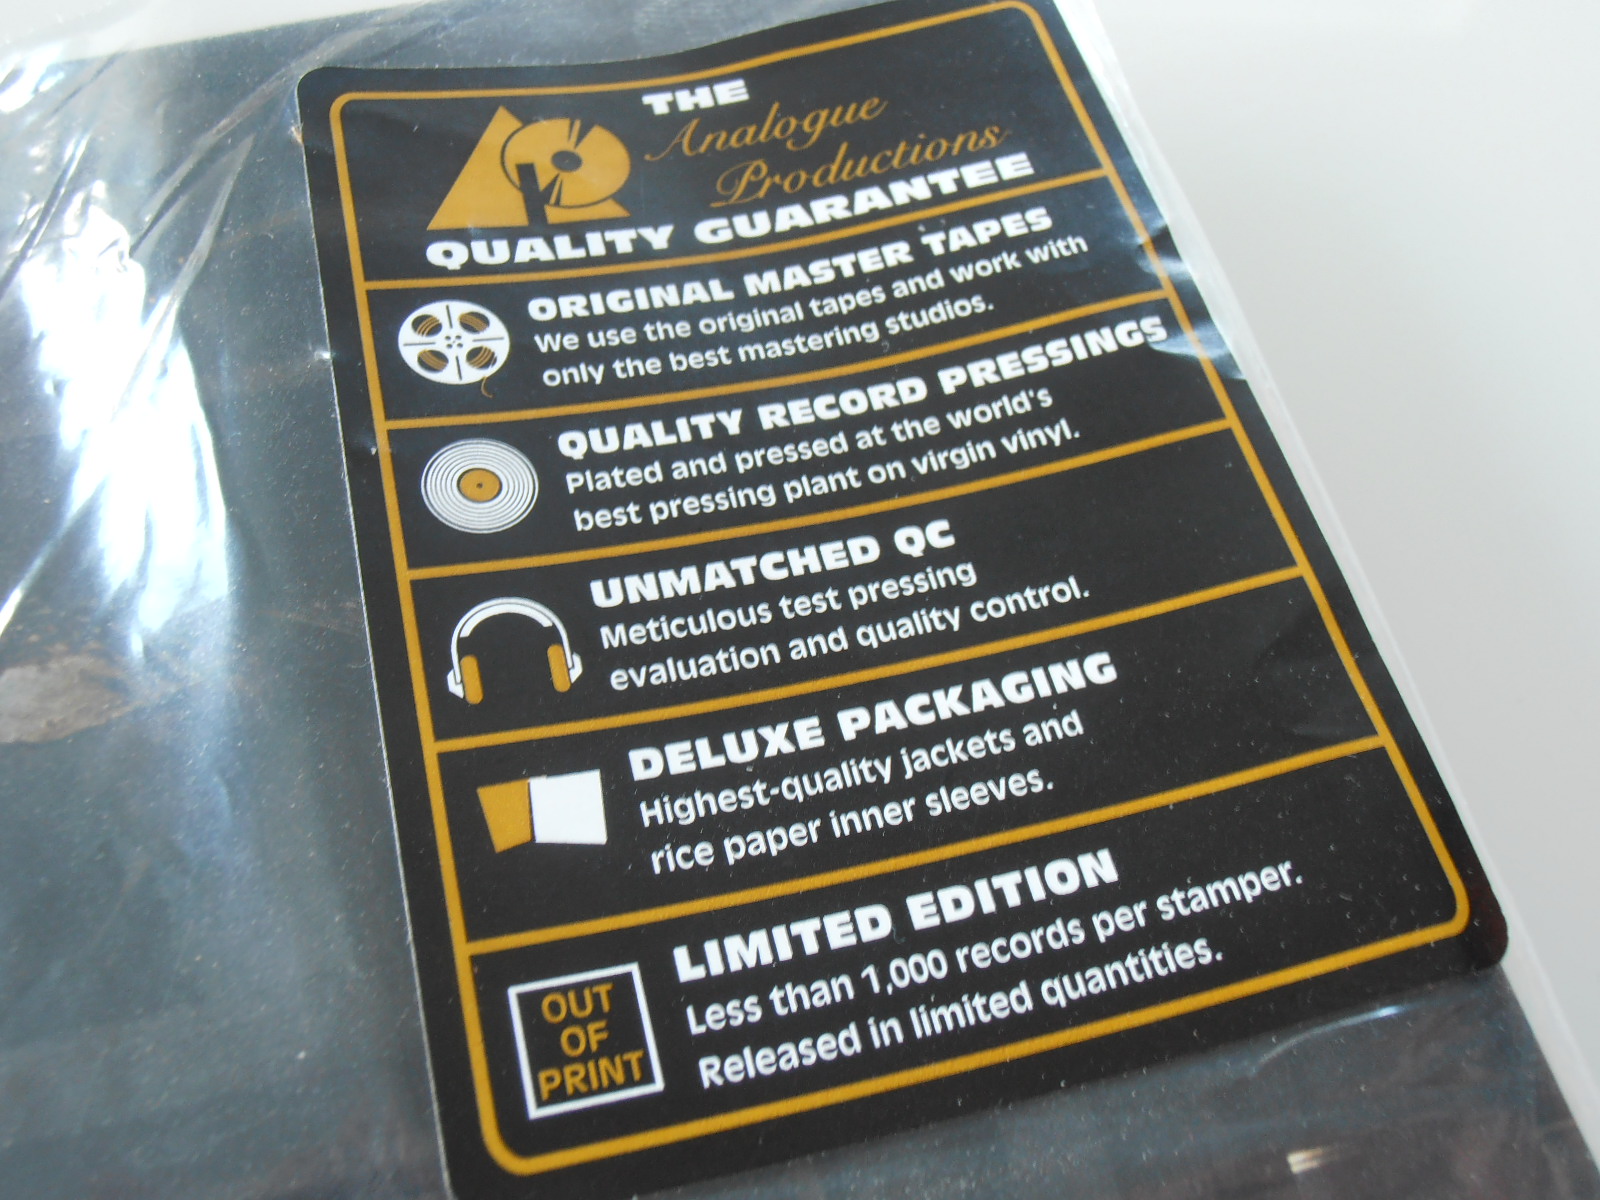 THE
Analogue
Productions
QUALITY GUARANTEE
ORIGINAL MASTER TAPES
We use the original tapes and work with
only the best mastering studios.
QUALITY RECORD PRESSINGS
Plated and pressed at the world's
best pressing plant on virgin vinyl.
UNMATCHED QC
Meticulous test pressing
evaluation and quality control.
DELUXE PACKAGING
Highest-quality jackets and
rice paper inner sleeves.
LIMITED EDITION
Less than 1,000 records per stamper.
Released in limited quantities.
OUT
OF
PRINT